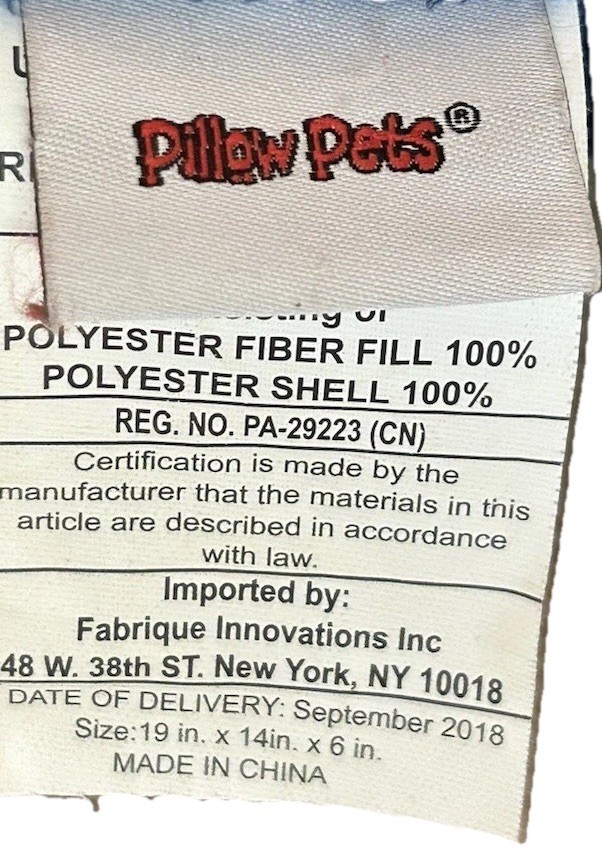 Pillow Pets®
POLYESTER FIBER FILL 100%
POLYESTER SHELL 100%
REG. NO. PA-29223 (CN)
Certification is made by the
manufacturer that the materials in this
article are described in accordance
with law.
Imported by:
Fabrique Innovations Inc
48 W. 38th ST. New York, NY 10018
DATE OF DELIVERY: September 2018
Size:19 in. x 14in. x 6 in.
MADE IN CHINA